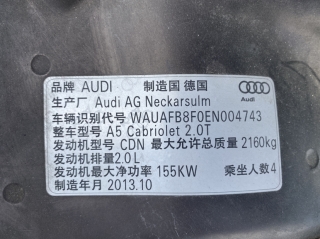 品牌 AUDI 制造国 德国
生产厂 Audi AG Neckarsulm
Audi
车辆识别代号 WAUAFB8F0EN004743
整车型号 A5 Cabriolet 2.0T
发动机型号 CDN 最大允许总质量 2160kg
发动机排量 2.0L
发动机最大净功率 155KW 乘坐人数 4
制造年月 2013.10